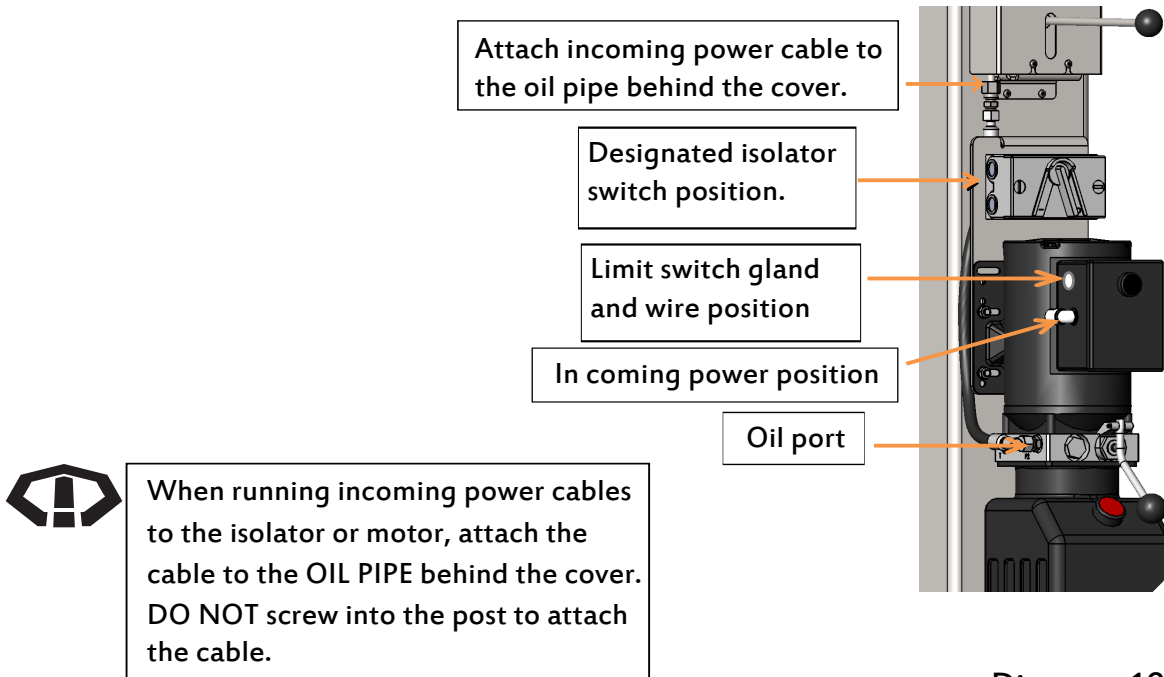 Attach incoming power cable to
the oil pipe behind the cover.
Designated isolator
switch position.
Limit switch gland
and wire position
In coming power position
Oil port
When running incoming power cables
to the isolator or motor, attach the
cable to the OIL PIPE behind the cover.
DO NOT screw into the post to attach
the cable.